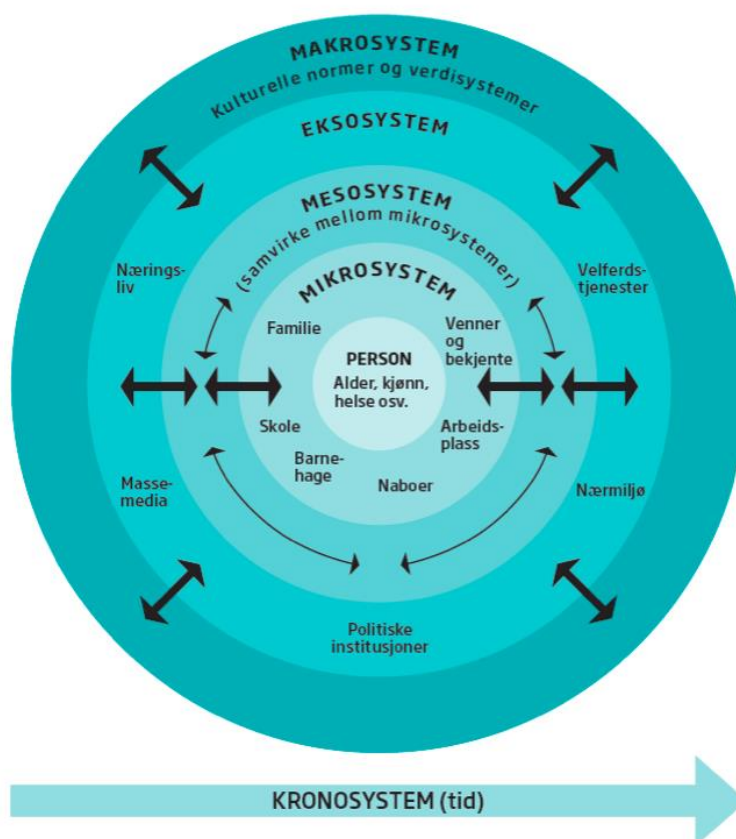 MAKROSYSTEM
Kulturelle normer og verdisystemer
EKSOSYSTEM
MESOSYSTEM
(samvirke mellom mikrosystemer)
MIKROSYSTEM
Nærings-
liv
Velferds-
tjenester
Familie
Venner
og
bekjente
PERSON
Alder, kjønn,
helse osv.
Skole
Barne-
hage
Naboer
Arbeids-
plass
Masse-
media
Nærmiljø
Politiske
institusjoner
KRONOSYSTEM (tid)